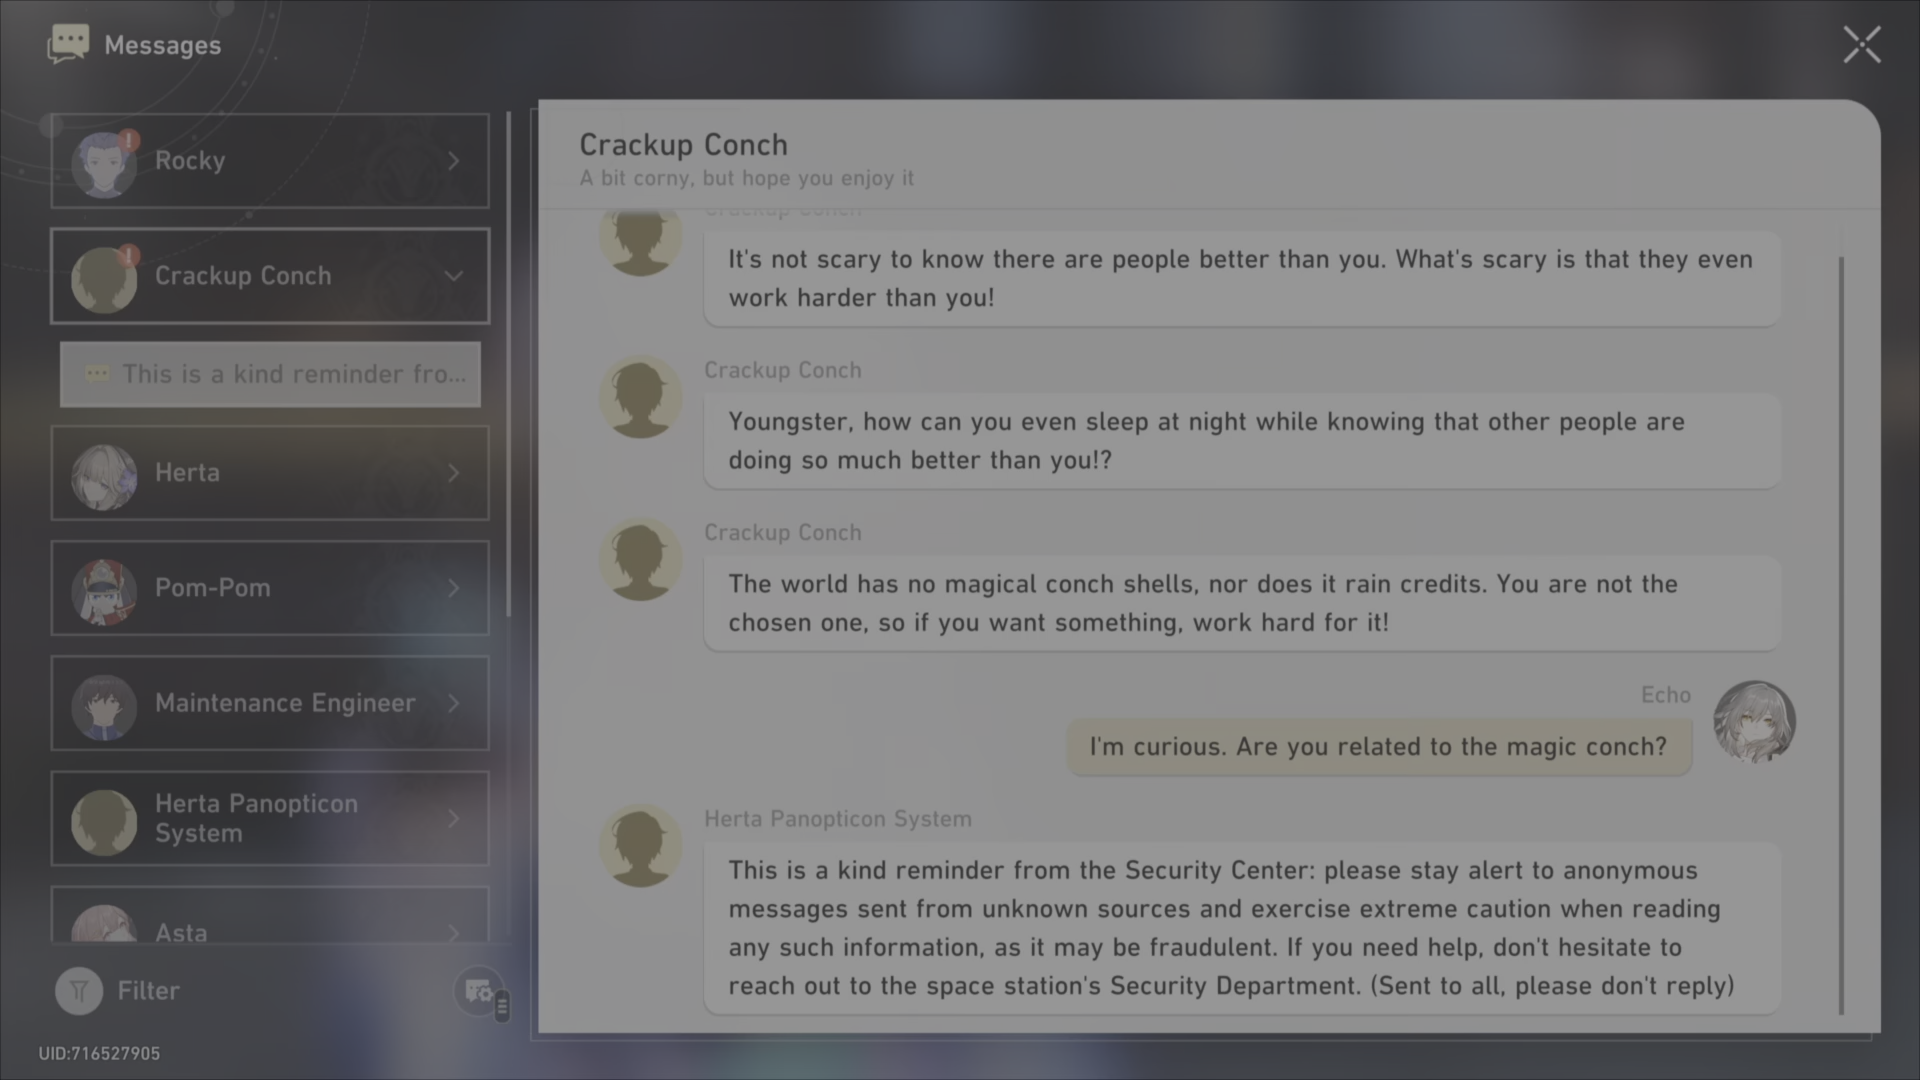 Messages
Rocky
Crackup Conch
This is a kind reminder fro...
Herta
Pom-Pom
Maintenance Engineer
Herta Panopticon
System
Asta
Filter
UID:716527905
Crackup Conch
A bit corny, but hope you enjoy it
Crackup Conch
It's not scary to know there are people better than you. What's scary is that they even
work harder than you!
Crackup Conch
Youngster, how can you even sleep at night while knowing that other people are
doing so much better than you!?
Crackup Conch
The world has no magical conch shells, nor does it rain credits. You are not the
chosen one, so if you want something, work hard for it!
Echo
I'm curious. Are you related to the magic conch?
Herta Panopticon System
This is a kind reminder from the Security Center: please stay alert to anonymous
messages sent from unknown sources and exercise extreme caution when reading
any such information, as it may be fraudulent. If you need help, don't hesitate to
reach out to the space station's Security Department. (Sent to all, please don't reply)